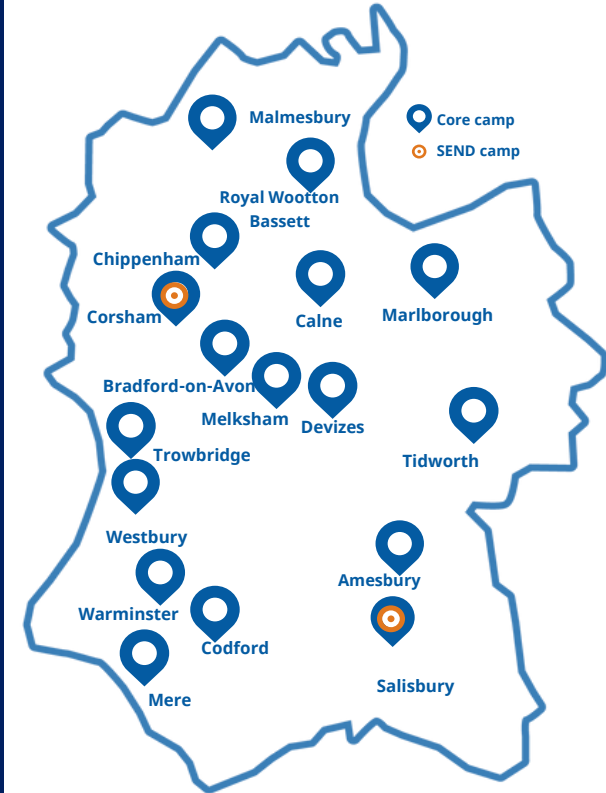 Malmesbury
Core camp
SEND camp
Royal Wootton
Bassett
Chippenham
Corsham
Calne
Marlborough
Bradford-on-Avon
Melksham
Devizes
Trowbridge
Tidworth
Westbury
Amesbury
Warminster
Codford
Salisbury
Mere